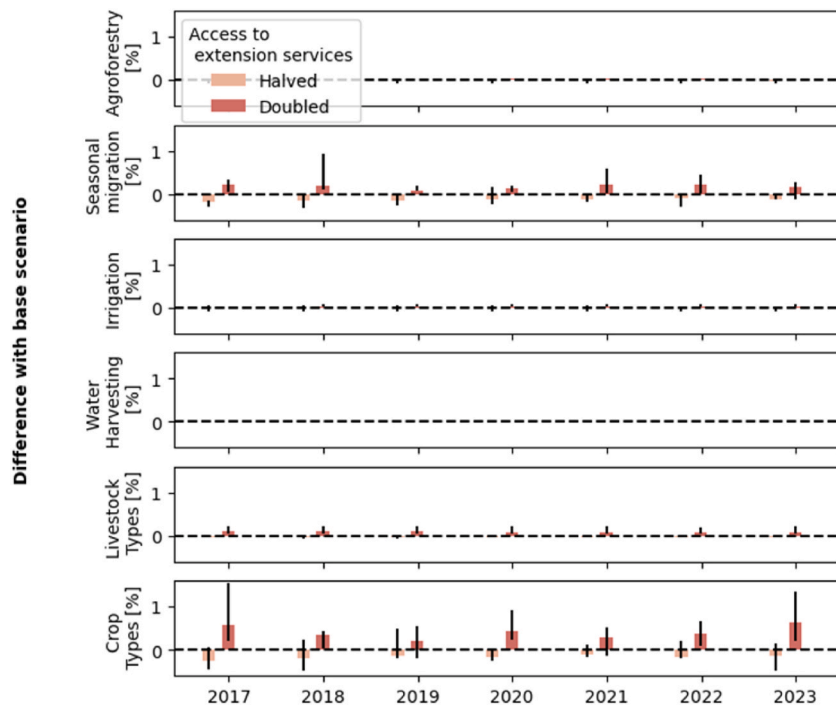 Difference with base scenario
Agroforestry
[%]
1
0
Access to
extension services
Halved
Doubled
Seasonal
migration
[%]
1
0
Irrigation
[%]
1
0
Water
Harvesting
[%]
1
0
Livestock
Types [%]
1
0
Crop
Types [%]
1
0
2017 2018 2019 2020 2021 2022 2023